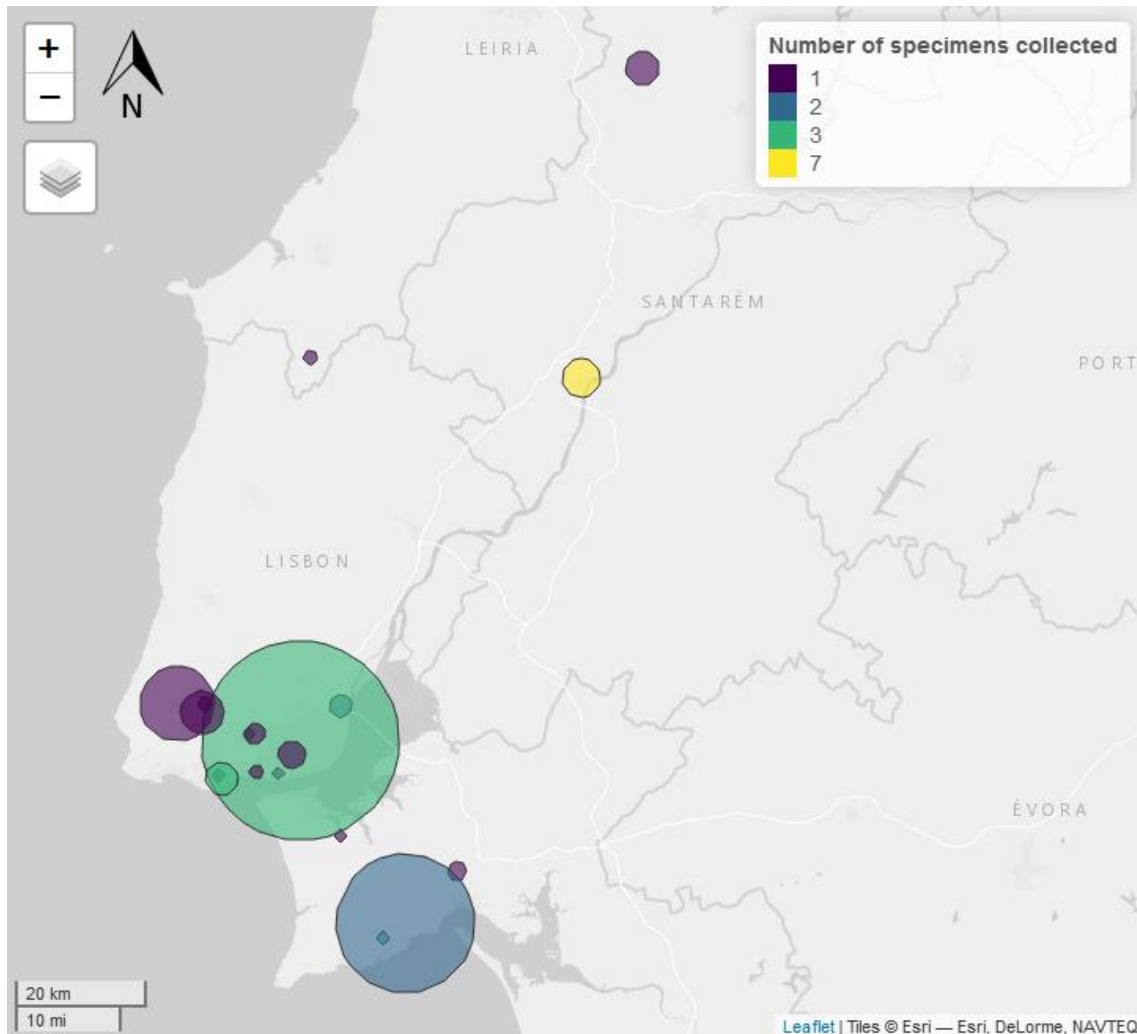 +
−
N
LEIRIA
Number of specimens collected
1
2
3
7
SANTARÉM
PORT
LISBON
ÉVORA
20 km
10 mi
Leaflet | Tiles © Esri — Esri, DeLorme, NAVTEQ